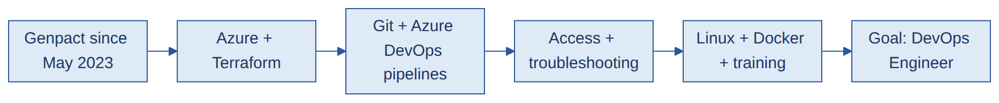 Genpact since
May 2023
Azure +
Terraform
Git + Azure
DevOps
pipelines
Access +
troubleshooting
Linux + Docker
+ training
Goal: DevOps
Engineer